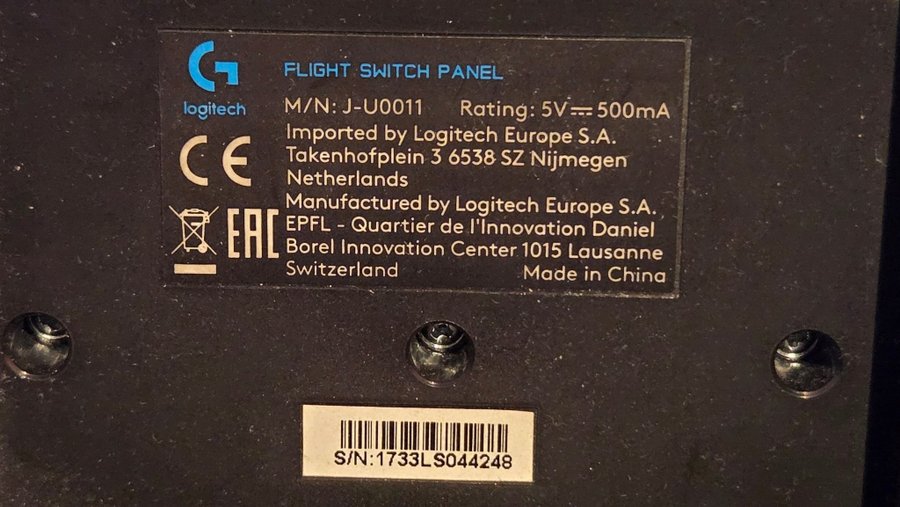 logitech
FLIGHT SWITCH PANEL
M/N: J-U0011 Rating: 5V⎓500mA
Imported by Logitech Europe S.A.
Takenhofplein 3 6538 SZ Nijmegen
Netherlands
Manufactured by Logitech Europe S.A.
EPFL - Quartier de l'Innovation Daniel
Borel Innovation Center 1015 Lausanne
Switzerland Made in China
CE
EAC
S/N:1733LS044248